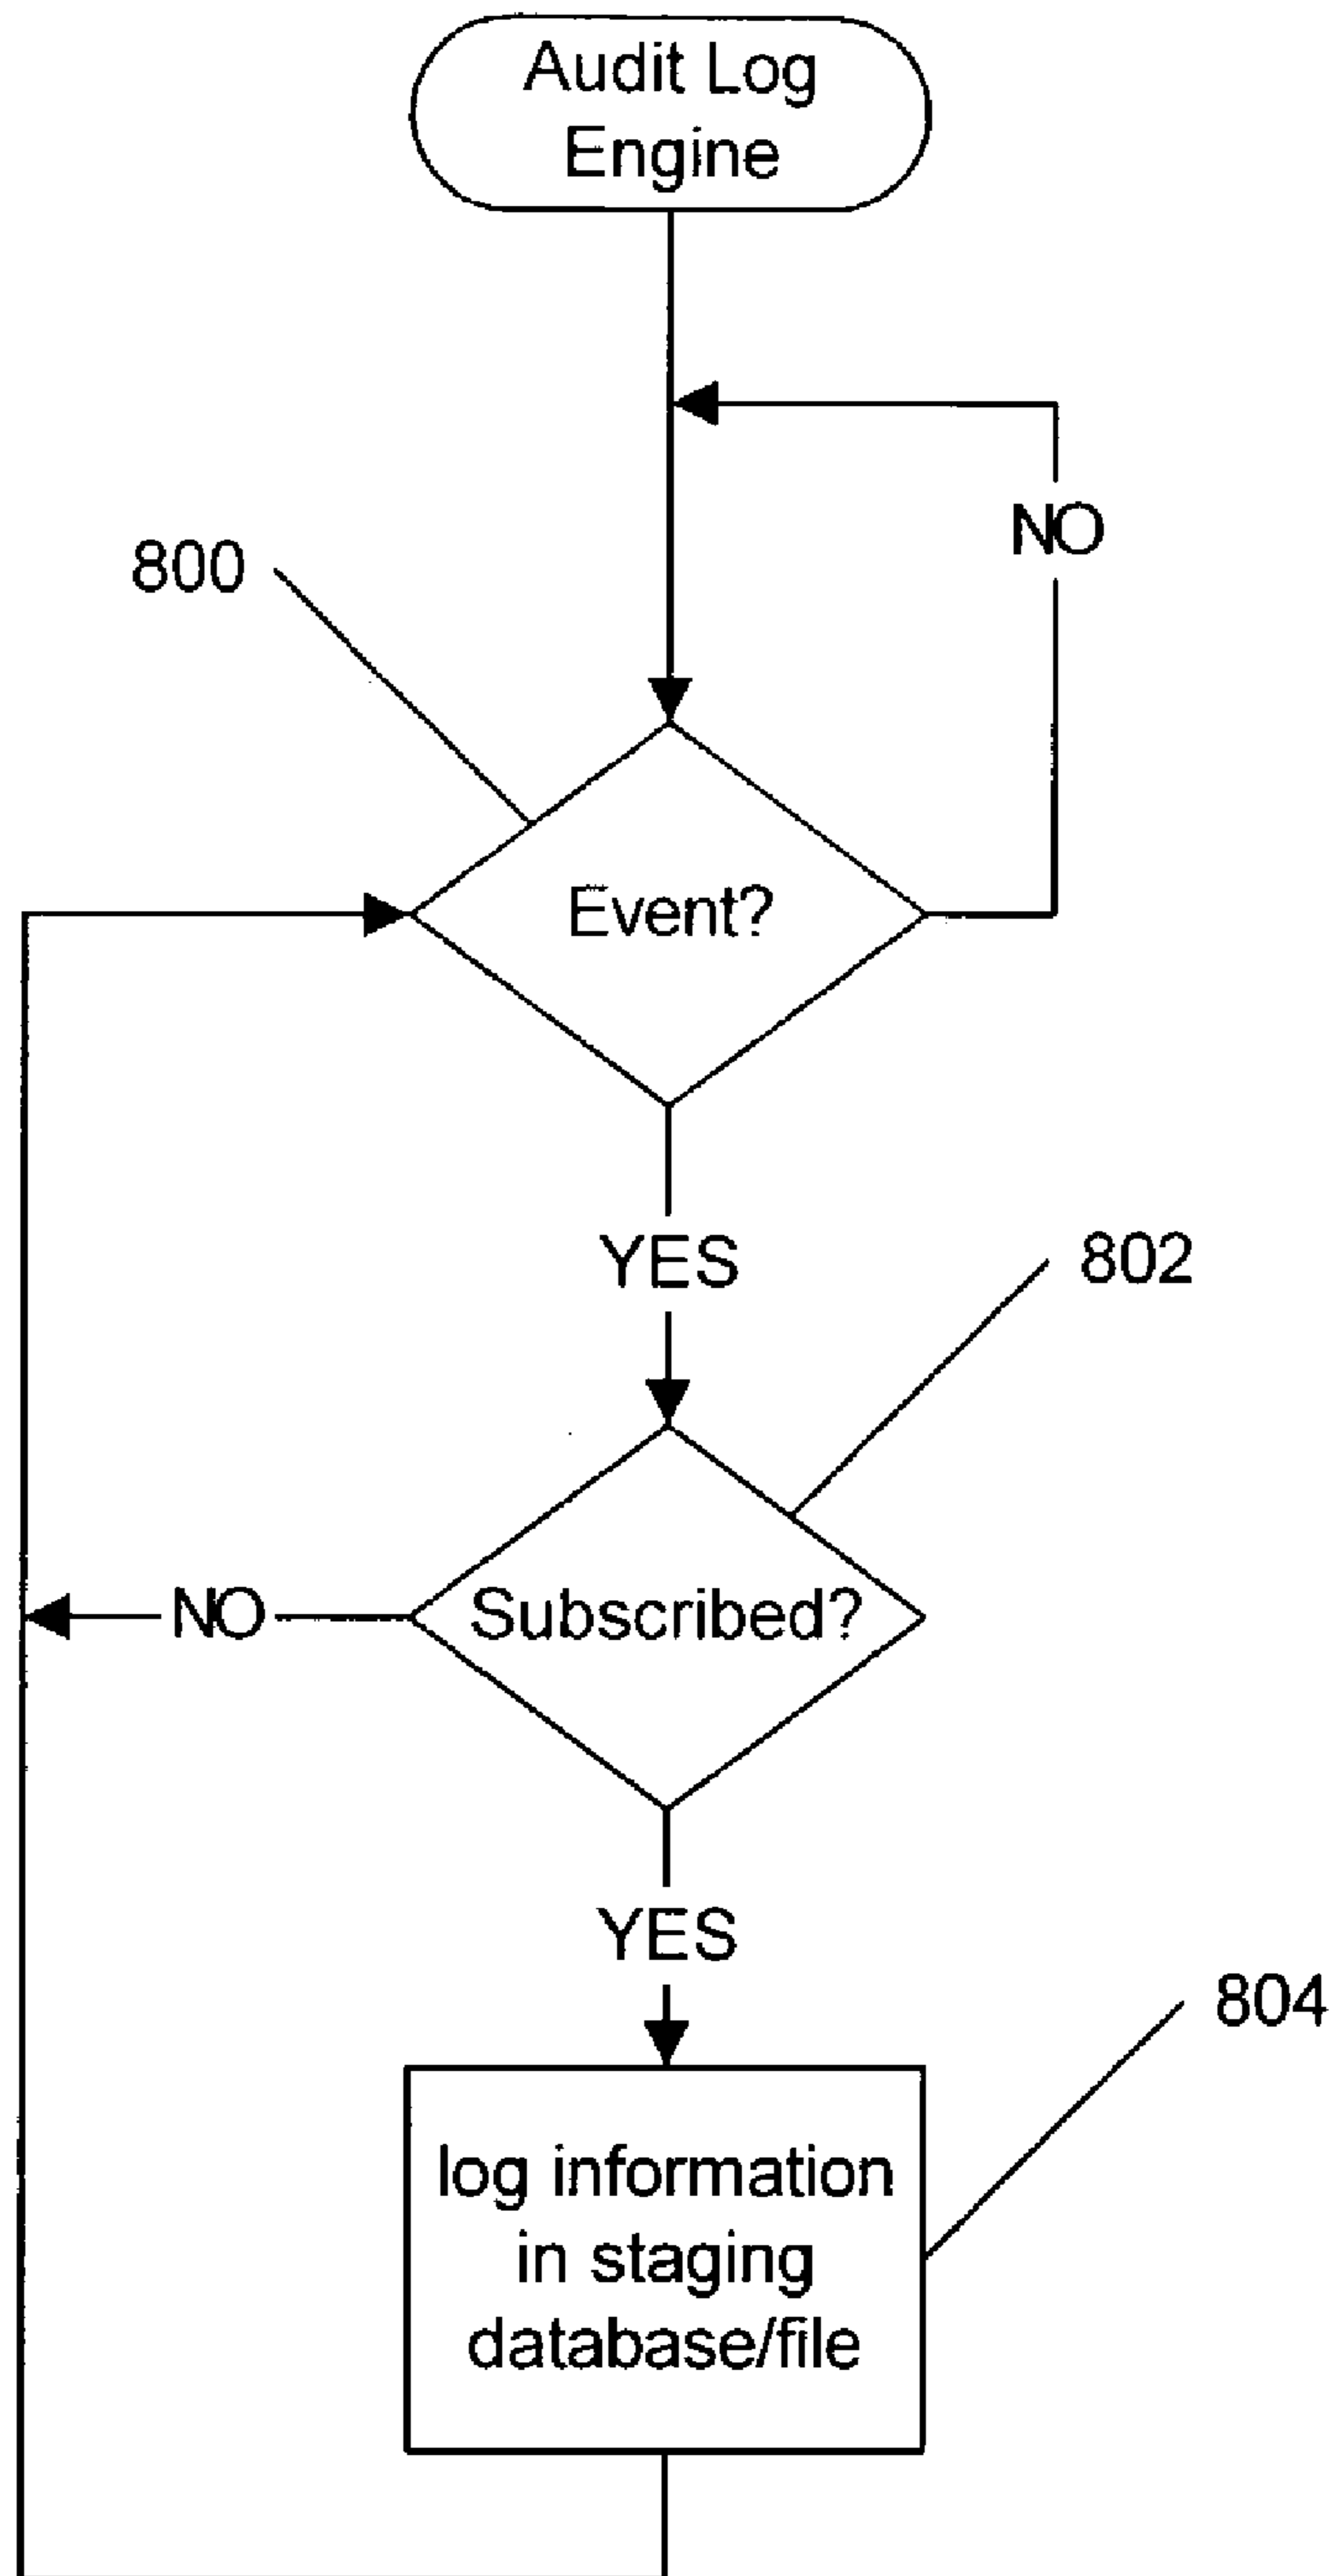 Audit Log
Engine
NO
800
Event?
YES
802
NO
Subscribed?
YES
804
log information
in staging
database/file